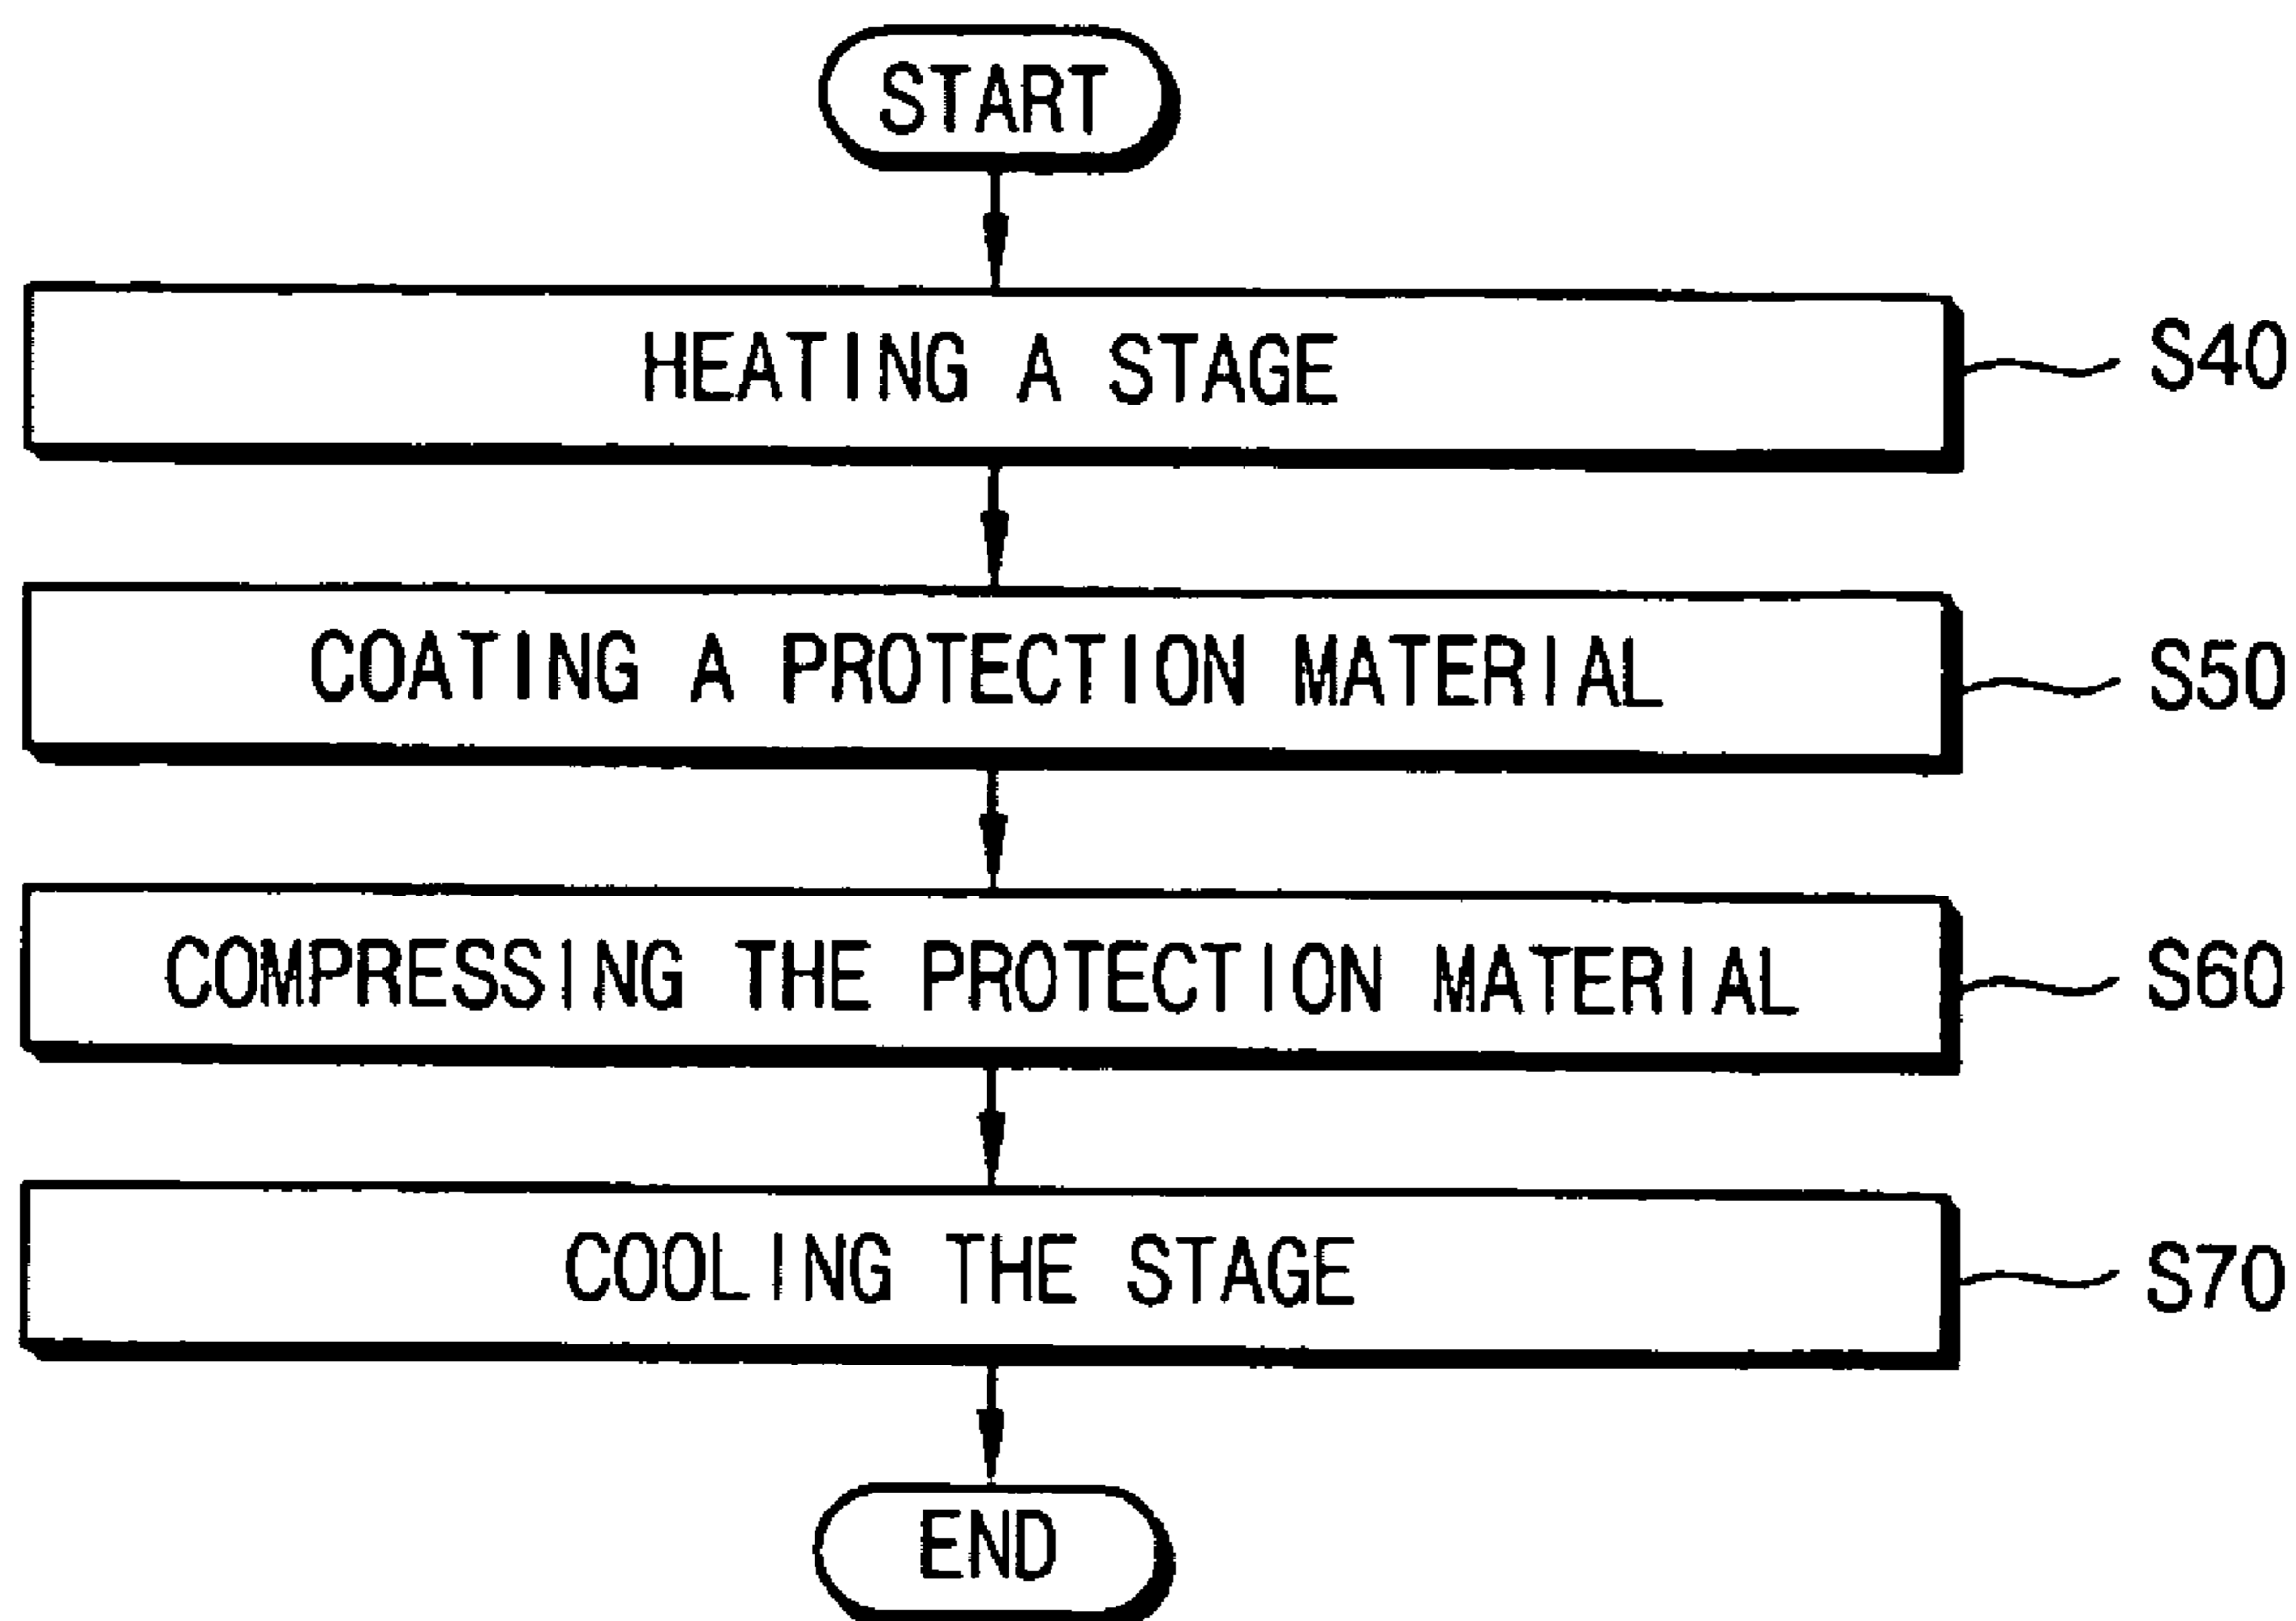 START
HEATING A STAGE
S40
COATING A PROTECTION MATERIAL
S50
COMPRESSING THE PROTECTION MATERIAL
S60
COOLING THE STAGE
S70
END